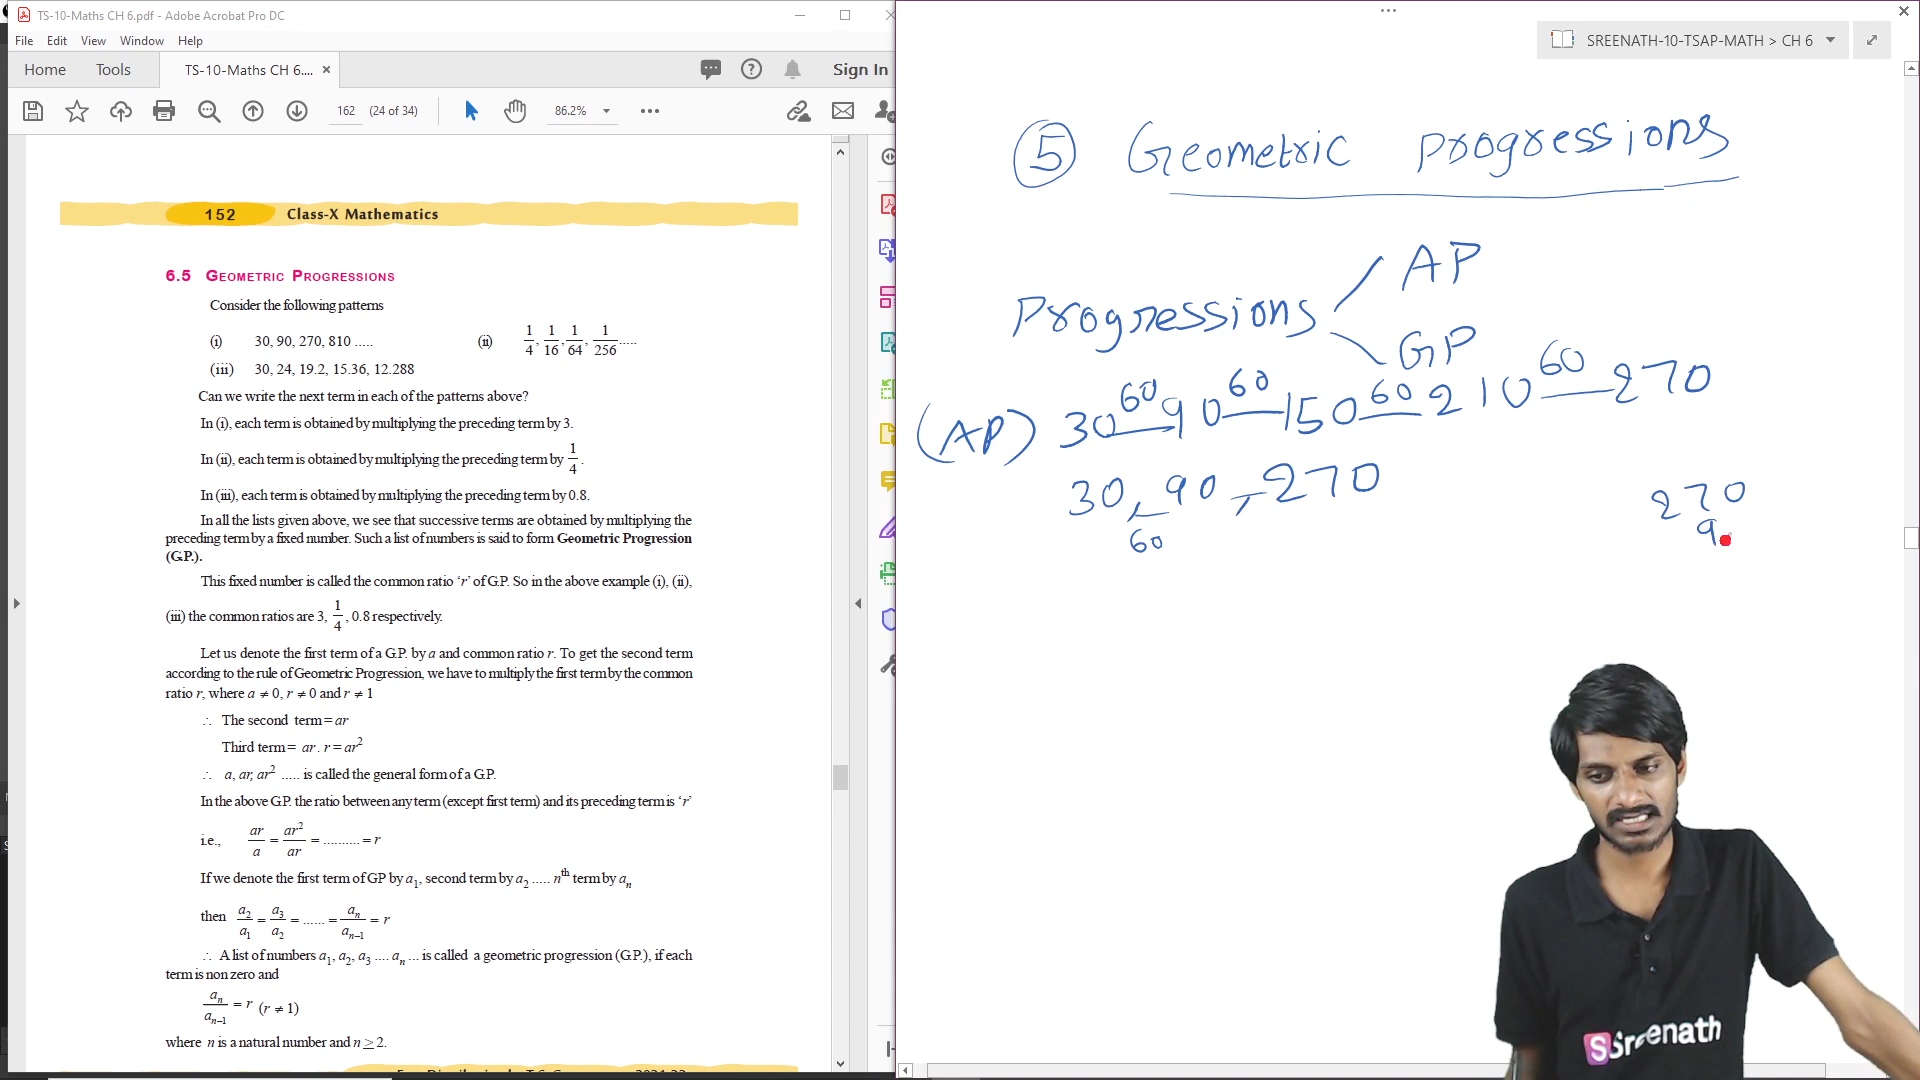 TS-10-Maths CH 6.pdf - Adobe Acrobat Pro DC
File Edit View Window Help
Home Tools TS-10-Maths CH 6.... × Sign In
162 (24 of 34) 86.2%
152 Class-X Mathematics
6.5 GEOMETRIC PROGRESSIONS
Consider the following patterns
(i) 30, 90, 270, 810 ..... (ii) 1/4, 1/16, 1/64, 1/256 .....
(iii) 30, 24, 19.2, 15.36, 12.288
Can we write the next term in each of the patterns above?
In (i), each term is obtained by multiplying the preceding term by 3.
In (ii), each term is obtained by multiplying the preceding term by 1/4.
In (iii), each term is obtained by multiplying the preceding term by 0.8.
In all the lists given above, we see that successive terms are obtained by multiplying the
preceding term by a fixed number. Such a list of numbers is said to form Geometric Progression
(G.P.).
This fixed number is called the common ratio ‘r’ of G.P. So in the above example (i), (ii),
(iii) the common ratios are 3, 1/4, 0.8 respectively.
Let us denote the first term of a G.P. by a and common ratio r. To get the second term
according to the rule of Geometric Progression, we have to multiply the first term by the common
ratio r, where a ≠ 0, r ≠ 0 and r ≠ 1
∴ The second term = ar
Third term = ar . r = ar²
∴ a, ar, ar² ..... is called the general form of a G.P.
In the above G.P. the ratio between any term (except first term) and its preceding term is ‘r’
i.e., ar/a = ar²/ar = .......... = r
If we denote the first term of GP by a₁, second term by a₂ ..... nᵗʰ term by aₙ
then a₂/a₁ = a₃/a₂ = ...... = aₙ/aₙ₋₁ = r
∴ A list of numbers a₁, a₂, a₃ .... aₙ ... is called a geometric progression (G.P.), if each
term is non zero and
aₙ/aₙ₋₁ = r (r ≠ 1)
where n is a natural number and n ≥ 2.
SREENATH-10-TSAP-MATH > CH 6
5 Geometric Progressions
Progressions AP
GP
(AP) 30 60 90 60 150 60 210 60 270
30, 90, 270
60
270
9
Sreenath